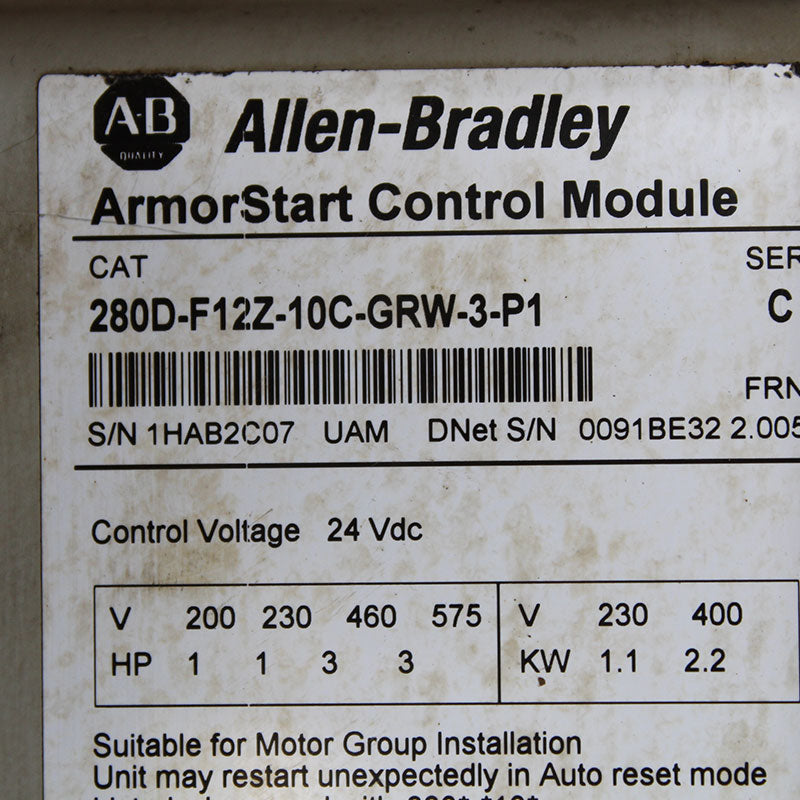 A-B
QUALITY
Allen-Bradley
ArmorStart Control Module
CAT
SER
280D-F12Z-10C-GRW-3-P1
C
FRN
S/N 1HAB2C07 UAM DNet S/N 0091BE32 2.005
Control Voltage 24 Vdc
V 200 230 460 575 V 230 400
HP 1 1 3 3 KW 1.1 2.2
Suitable for Motor Group Installation
Unit may restart unexpectedly in Auto reset mode